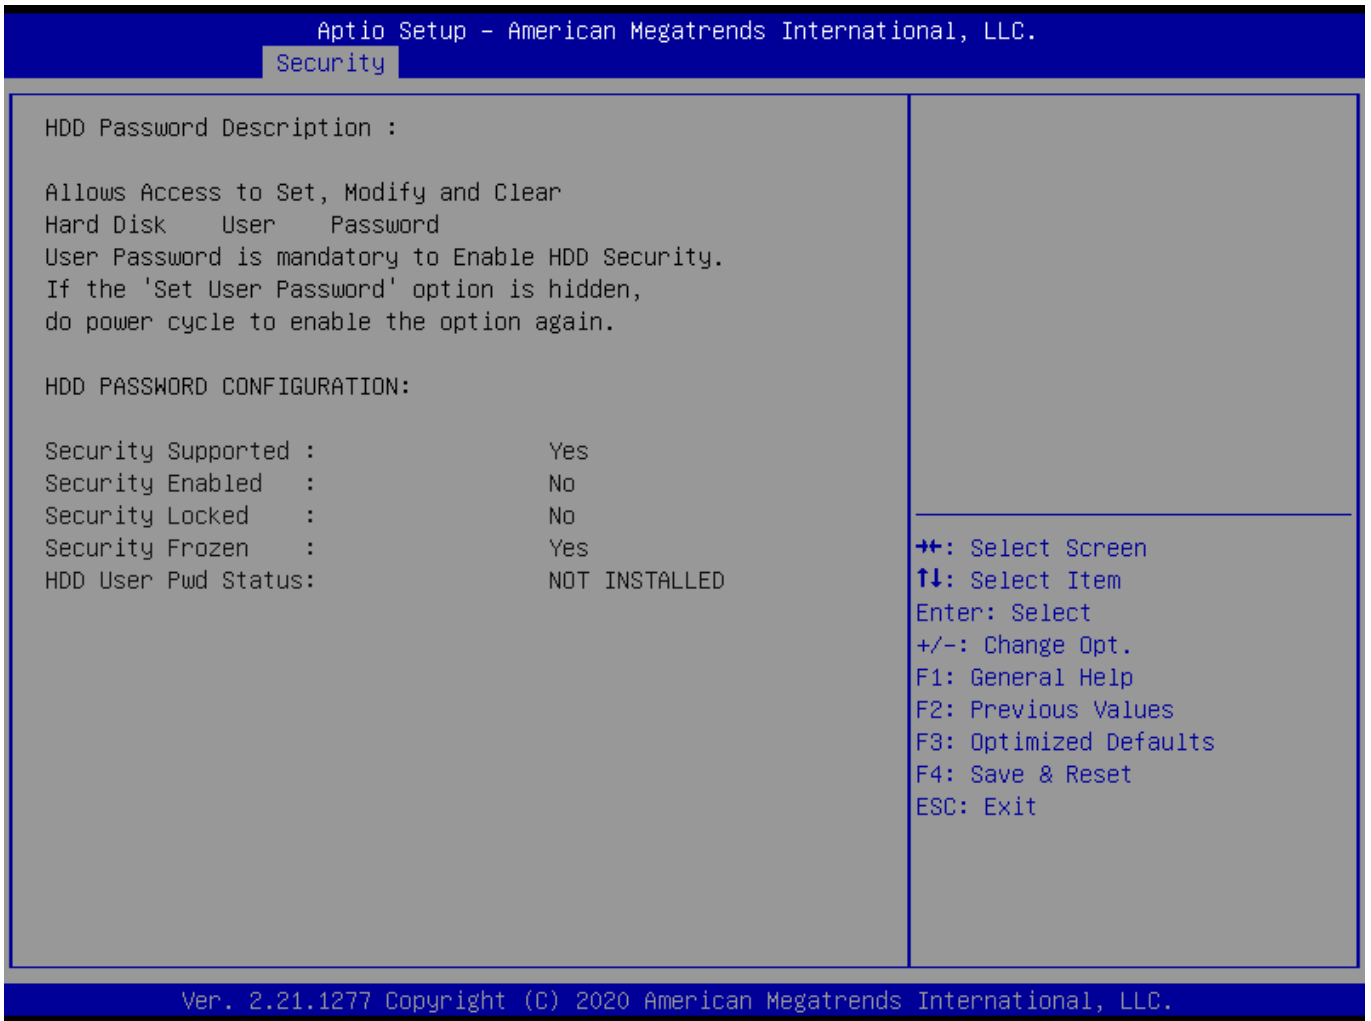 Aptio Setup – American Megatrends International, LLC.
Security
HDD Password Description :
Allows Access to Set, Modify and Clear
Hard Disk    User    Password
User Password is mandatory to Enable HDD Security.
If the 'Set User Password' option is hidden,
do power cycle to enable the option again.
HDD PASSWORD CONFIGURATION:
Security Supported :    Yes
Security Enabled   :    No
Security Locked    :    No
Security Frozen    :    Yes
HDD User Pwd Status:    NOT INSTALLED
→←: Select Screen
↑↓: Select Item
Enter: Select
+/-: Change Opt.
F1: General Help
F2: Previous Values
F3: Optimized Defaults
F4: Save & Reset
ESC: Exit
Ver. 2.21.1277 Copyright (C) 2020 American Megatrends International, LLC.